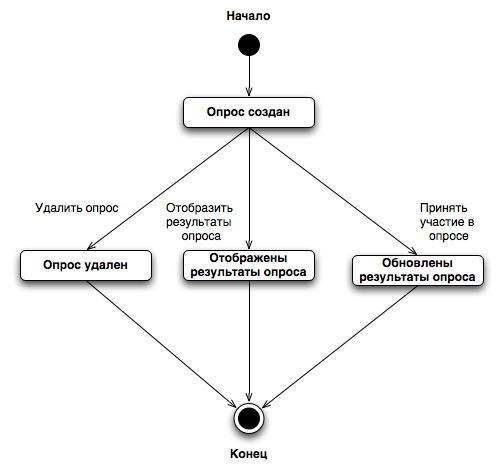 Начало
Опрос создан
Удалить опрос
Отобразить
результаты
опроса
Принять
участие в
опросе
Опрос удален
Отображены
результаты опроса
Обновлены
результаты опроса
Конец